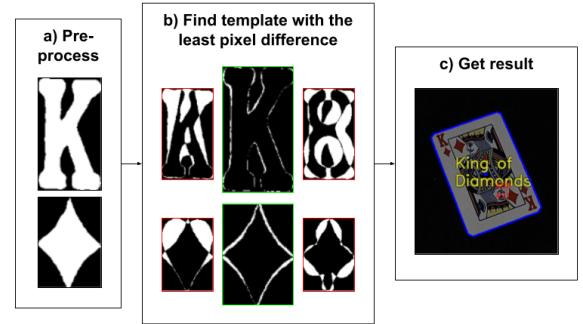 a) Pre-
process
K
b) Find template with the
least pixel difference
K
c) Get result
K
King of
Diamonds
K